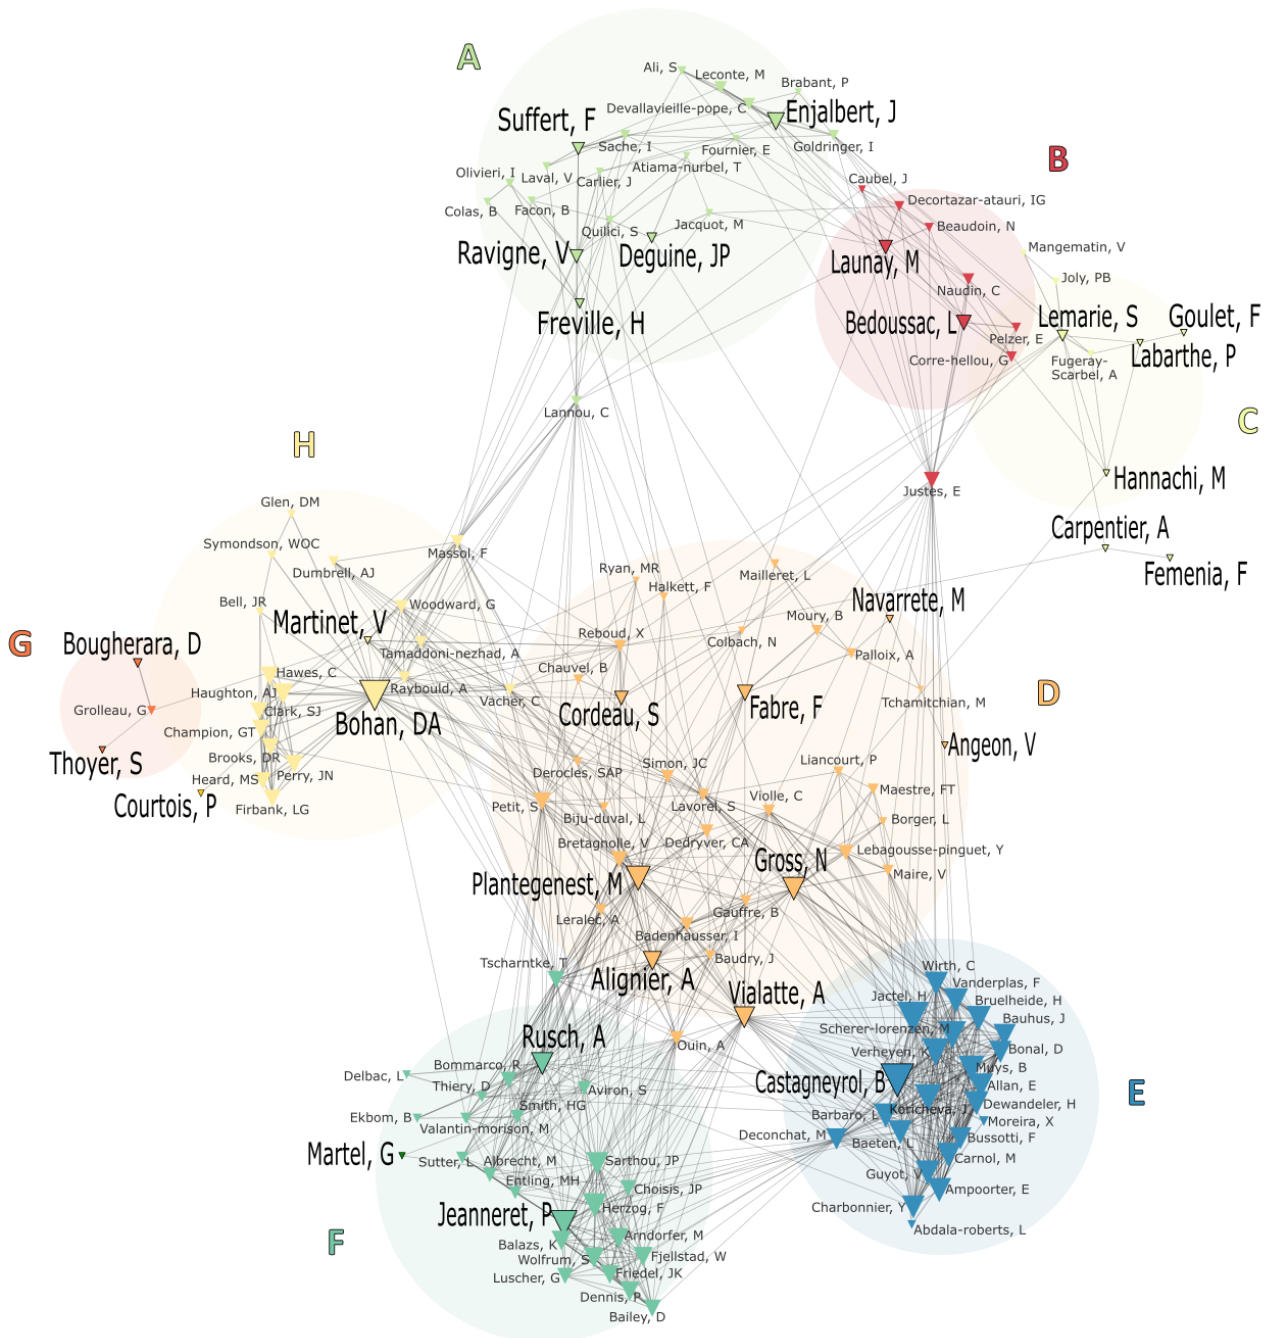 A
Ali, S
Leconte, M
Brabant, P
Devallavieille-pope, C
Enjalbert, J
Suffert, F
Sache, I
Fournier, E
Goldringer, I
Atiama-nurbel, T
Olivieri, I
Laval, V
Carlier, J
Colas, B
Facon, B
Quilici, S
Jacquot, M
Ravigne, V
Deguine, JP
Freville, H
Lannou, C
B
Caubel, J
Decortazar-atauri, IG
Beaudoin, N
Launay, M
Naudin, C
Bedoussac, L
Pelzer, E
Corre-hellou, G
Justes, E
Mangematin, V
Joly, PB
Lemarie, S
Goulet, F
Labarthe, P
Fugeray-
Scarbel, A
C
Hannachi, M
Carpentier, A
Femenia, F
H
Glen, DM
Symondson, WOC
Massol, F
Dumbrell, AJ
Bell, JR
Woodward, G
Martinet, V
Tamaddoni-nezhad, A
Hawes, C
Raybould, A
Haughton, AJ
Vacher, C
Clark, SJ
Bohan, DA
Champion, GT
Brooks, DR
Heard, MS
Perry, JN
Courtois, P
Firbank, LG
G
Bougherara, D
Grolleau, G
Thoyer, S
D
Ryan, MR
Mailleret, L
Halkett, F
Navarrete, M
Moury, B
Reboud, X
Colbach, N
Palloix, A
Chauvel, B
Tchamitchian, M
Cordeau, S
Fabre, F
Angeon, V
Derocles, SAP
Simon, JC
Liancourt, P
Maestre, FT
Petit, S
Lavorel, S
Violle, C
Biju-duval, L
Borger, L
Bretagnolle, V
Dedryver, CA
Lebagousse-pinguet, Y
Gross, N
Maire, V
Plantegenest, M
Leralec, A
Gauffre, B
Badenhausser, I
Baudry, J
Alignier, A
Vialatte, A
Ouin, A
E
Wirth, C
Vanderplas, F
Jactel, H
Bruelheide, H
Bauhus, J
Scherer-lorenzen, M
Verheyen, K
Bonal, D
Muys, B
Castagneyrol, B
Allan, E
Koricheva, J
Dewandeler, H
Barbaro, L
Moreira, X
Deconchat, M
Baeten, L
Bussotti, F
Carnol, M
Guyot, V
Ampoorter, E
Charbonnier, Y
Abdala-roberts, L
F
Tscharntke, T
Rusch, A
Bommarco, R
Delbac, L
Thiery, D
Aviron, S
Smith, HG
Ekbom, B
Valantin-morison, M
Martel, G
Sutter, L
Albrecht, M
Sarthou, JP
Entling, MH
Choisis, JP
Jeanneret, P
Herzog, F
Arndorfer, M
Balazs, K
Wolfrum, S
Fjellstad, W
Luscher, G
Friedel, JK
Dennis, P
Bailey, D